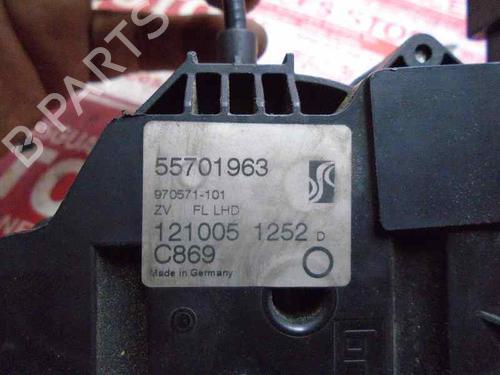 B-PARTS
55701963
970571-101
ZV FL LHD
121005 1252 D
C869
Made in Germany
E